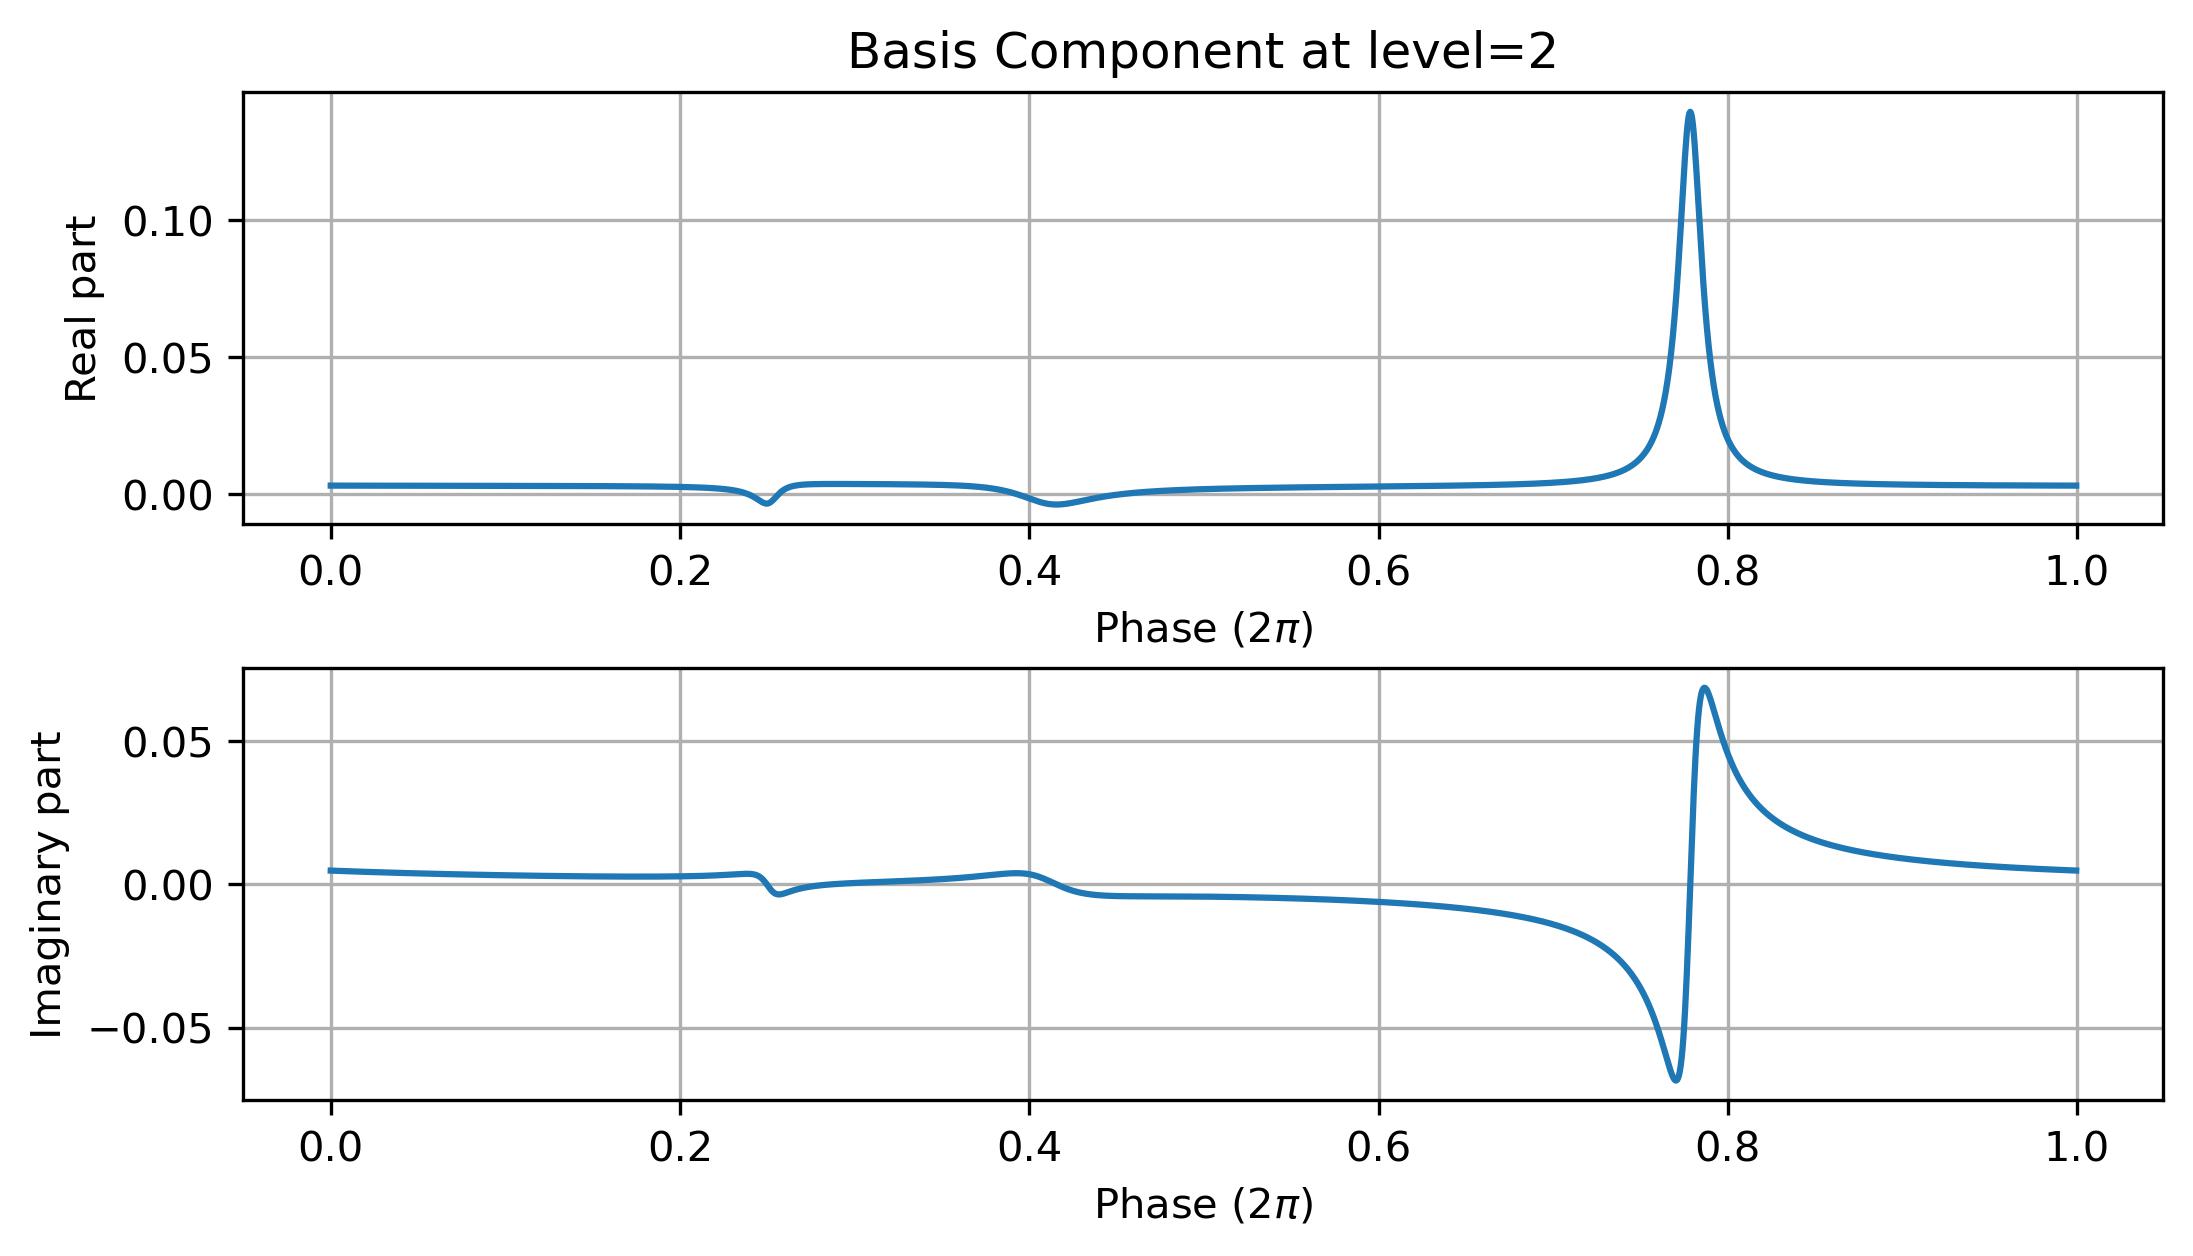 Basis Component at level=2
Real part
0.10
0.05
0.00
0.0 0.2 0.4 0.6 0.8 1.0
Phase (2π)
Imaginary part
0.05
0.00
−0.05
0.0 0.2 0.4 0.6 0.8 1.0
Phase (2π)